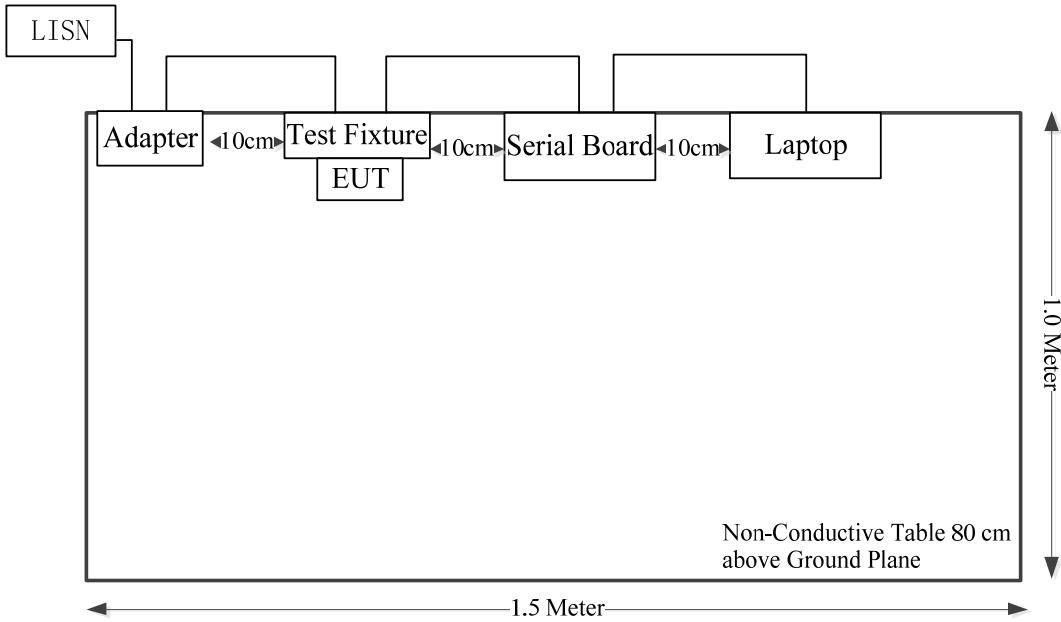 LISN
Adapter
10cm
Test Fixture
EUT
10cm
Serial Board
10cm
Laptop
1.0 Meter
Non-Conductive Table 80 cm
above Ground Plane
1.5 Meter